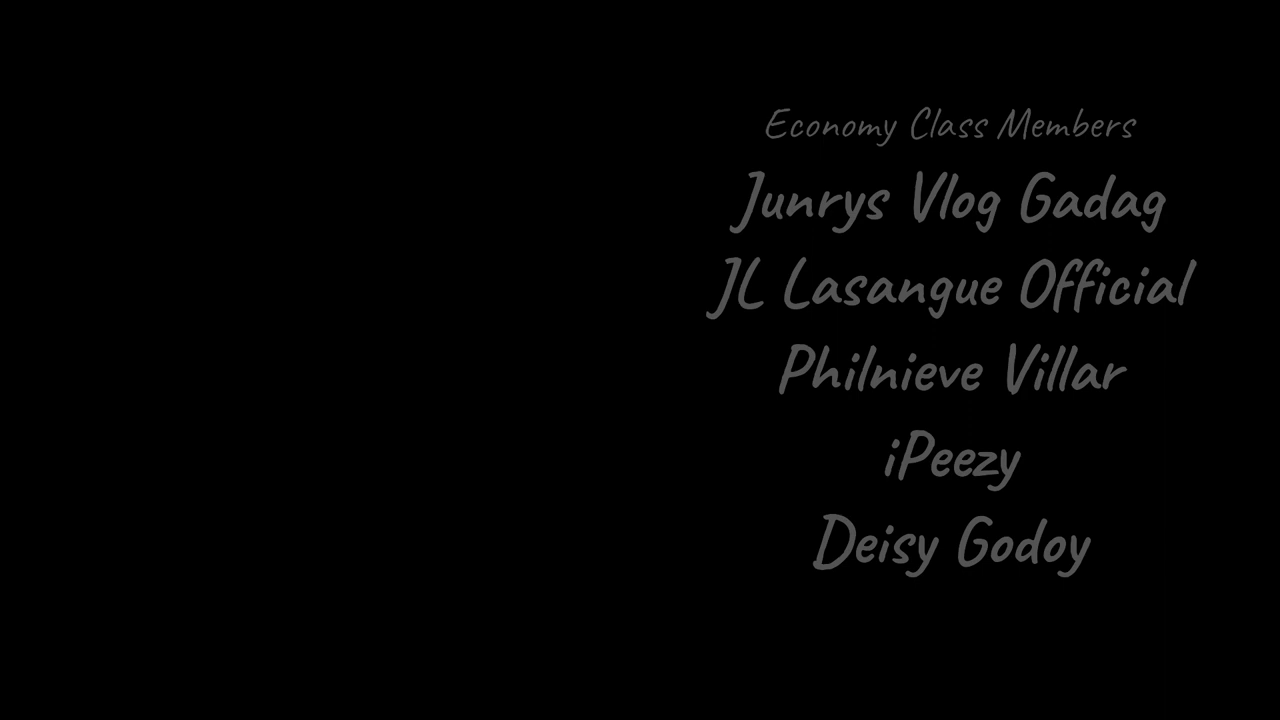 Economy Class Members
Junrys Vlog Gadag
JL Lasangue Official
Philnieve Villar
iPeezy
Deisy Godoy